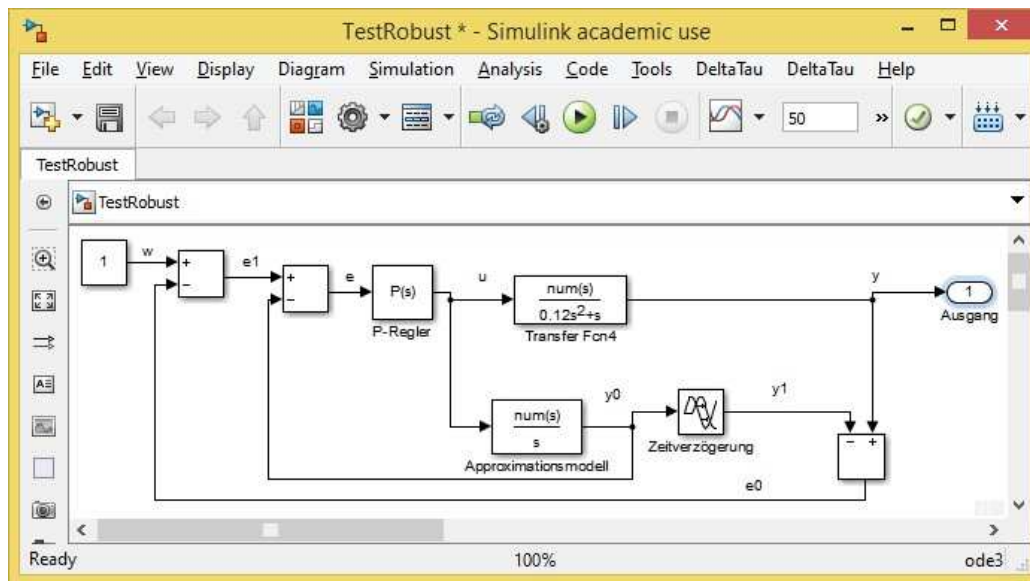 TestRobust * - Simulink academic use
File Edit View Display Diagram Simulation Analysis Code Tools DeltaTau DeltaTau Help
50 »
TestRobust
TestRobust
1
w
+
−
e1
+
−
e
P(s)
P-Regler
u
num(s)
0.12s²+s
Transfer Fcn4
y
1
Ausgang
num(s)
s
Approximationsmodell
y0
Zeitverzögerung
y1
− +
e0
Ready 100% ode3